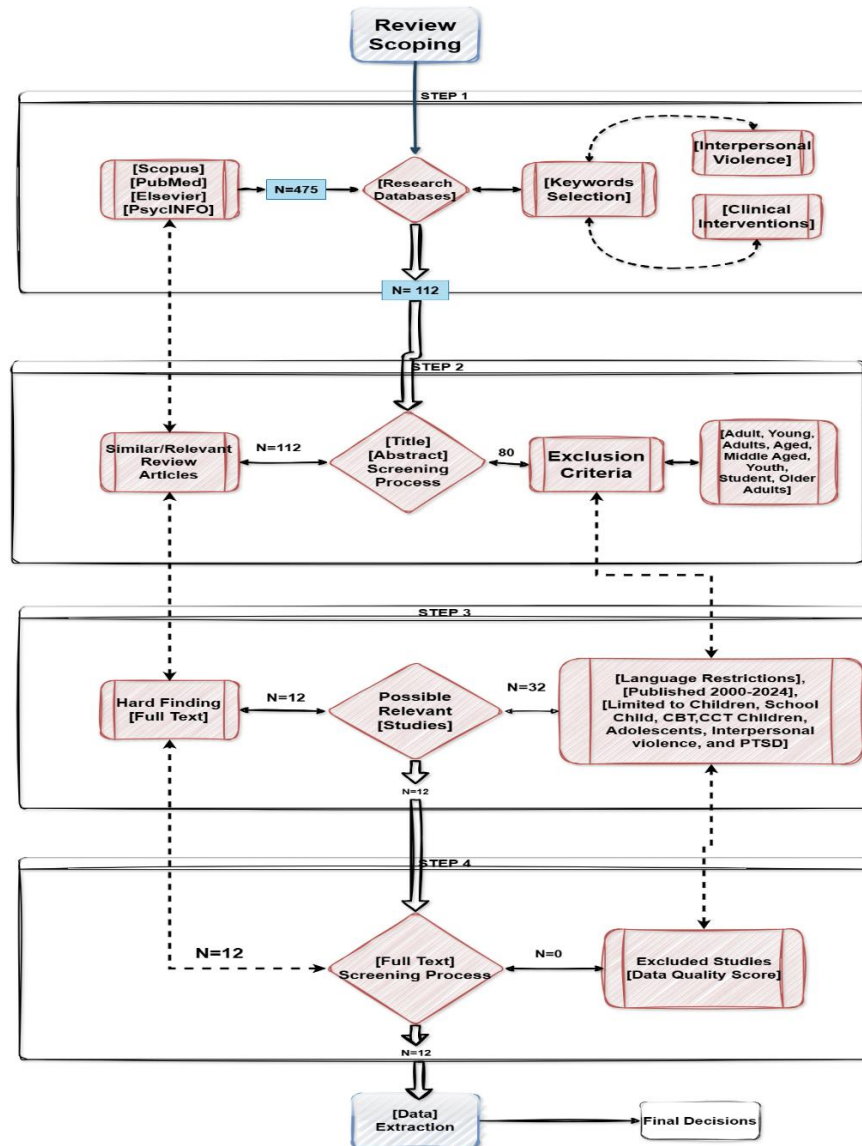 Review
Scoping
STEP 1
[Scopus]
[PubMed]
[Elsevier]
[PsycINFO]
N=475
[Research
Databases]
[Keywords
Selection]
[Interpersonal
Violence]
[Clinical
Interventions]
N= 112
STEP 2
Similar/Relevant
Review
Articles
N=112
[Title]
[Abstract]
Screening
Process
80
Exclusion
Criteria
[Adult, Young,
Adults, Aged,
Middle Aged,
Youth,
Student, Older
Adults]
STEP 3
Hard Finding
[Full Text]
N=12
Possible
Relevant
[Studies]
N=32
[Language Restrictions],
[Published 2000-2024],
[Limited to Children, School
Child, CBT,CCT Children,
Adolescents, Interpersonal
violence, and PTSD]
N=12
STEP 4
N=12
[Full Text]
Screening Process
N=0
Excluded Studies
[Data Quality Score]
N=12
[Data]
Extraction
Final Decisions